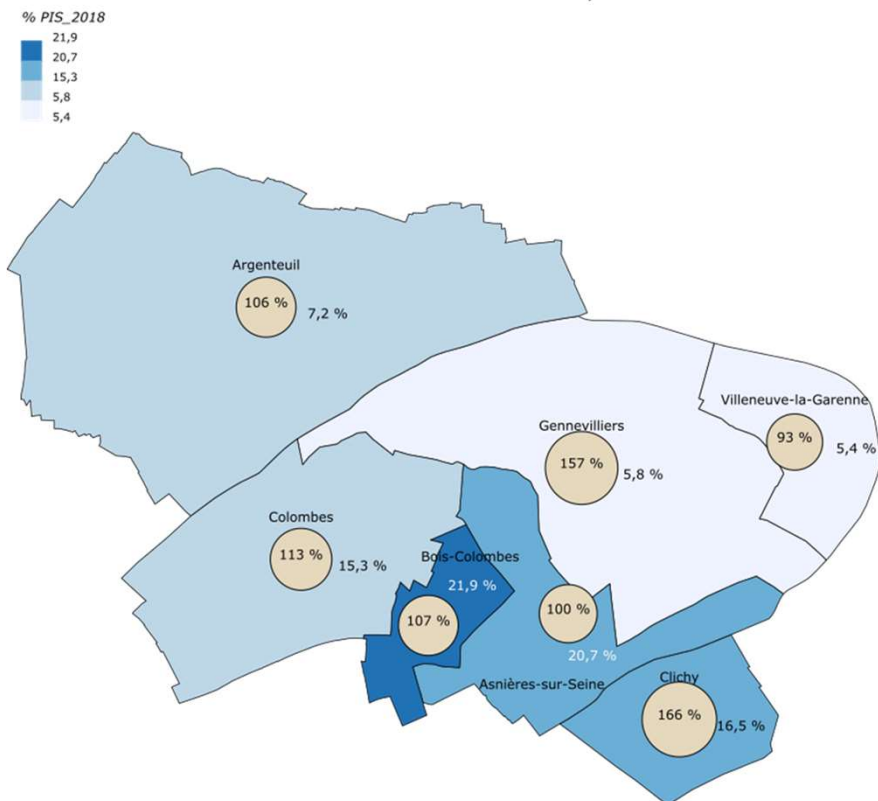 % PIS_2018
21,9
20,7
15,3
5,8
5,4
Argenteuil
106 %
7,2 %
Villeneuve-la-Garenne
93 %
5,4 %
Gennevilliers
157 %
5,8 %
Colombes
113 %
15,3 %
Bois-Colombes
21,9 %
107 %
100 %
20,7 %
Asnières-sur-Seine
Clichy
166 %
16,5 %